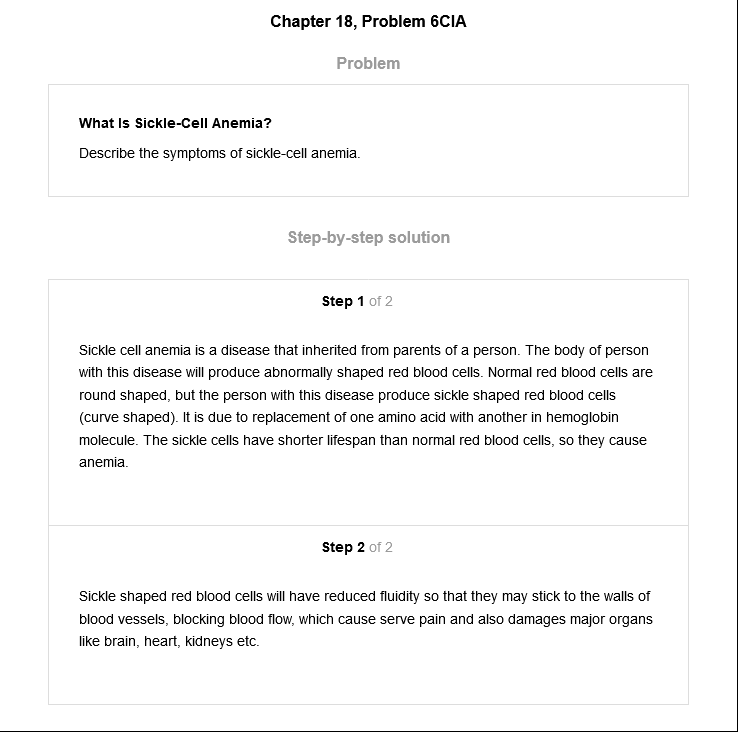 Chapter 18, Problem 6CIA
Problem
What Is Sickle-Cell Anemia?
Describe the symptoms of sickle-cell anemia.
Step-by-step solution
Step 1 of 2
Sickle cell anemia is a disease that inherited from parents of a person. The body of person
with this disease will produce abnormally shaped red blood cells. Normal red blood cells are
round shaped, but the person with this disease produce sickle shaped red blood cells
(curve shaped). It is due to replacement of one amino acid with another in hemoglobin
molecule. The sickle cells have shorter lifespan than normal red blood cells, so they cause
anemia.
Step 2 of 2
Sickle shaped red blood cells will have reduced fluidity so that they may stick to the walls of
blood vessels, blocking blood flow, which cause serve pain and also damages major organs
like brain, heart, kidneys etc.